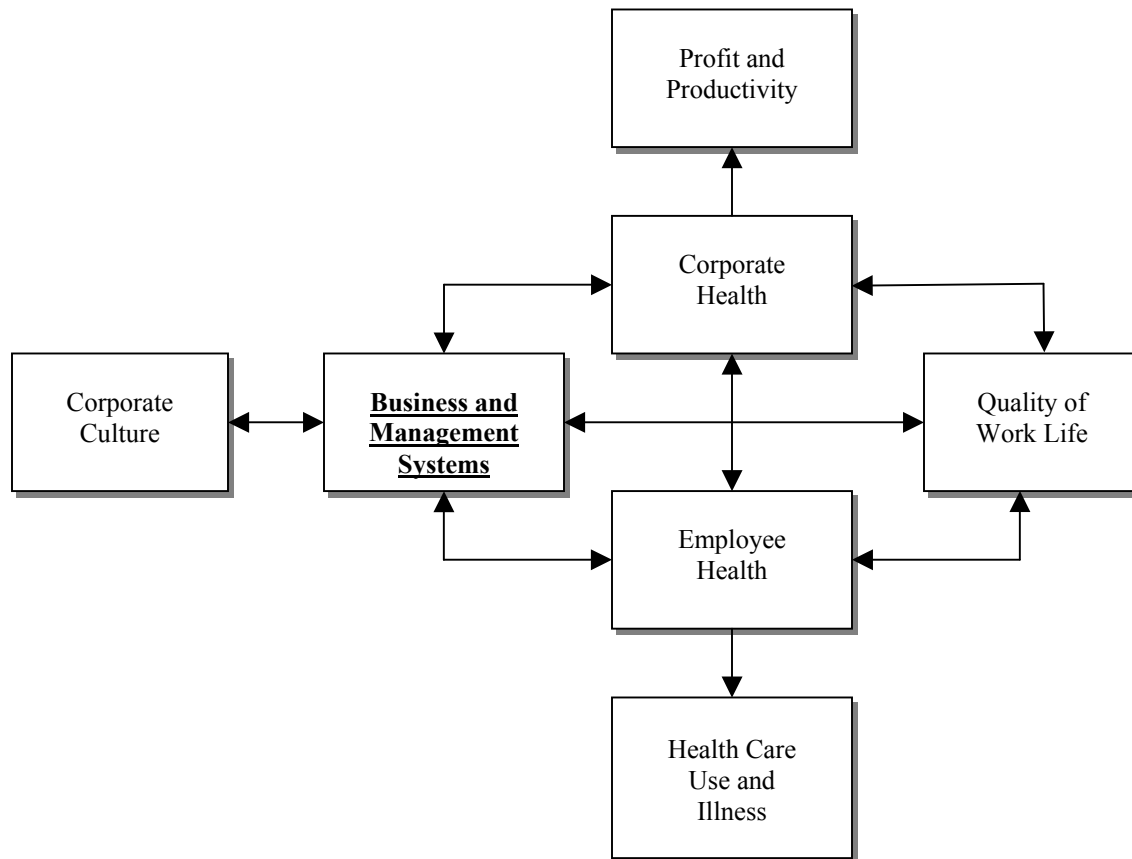 Profit and
Productivity
Corporate
Health
Corporate
Culture
Business and
Management
Systems
Quality of
Work Life
Employee
Health
Health Care
Use and
Illness